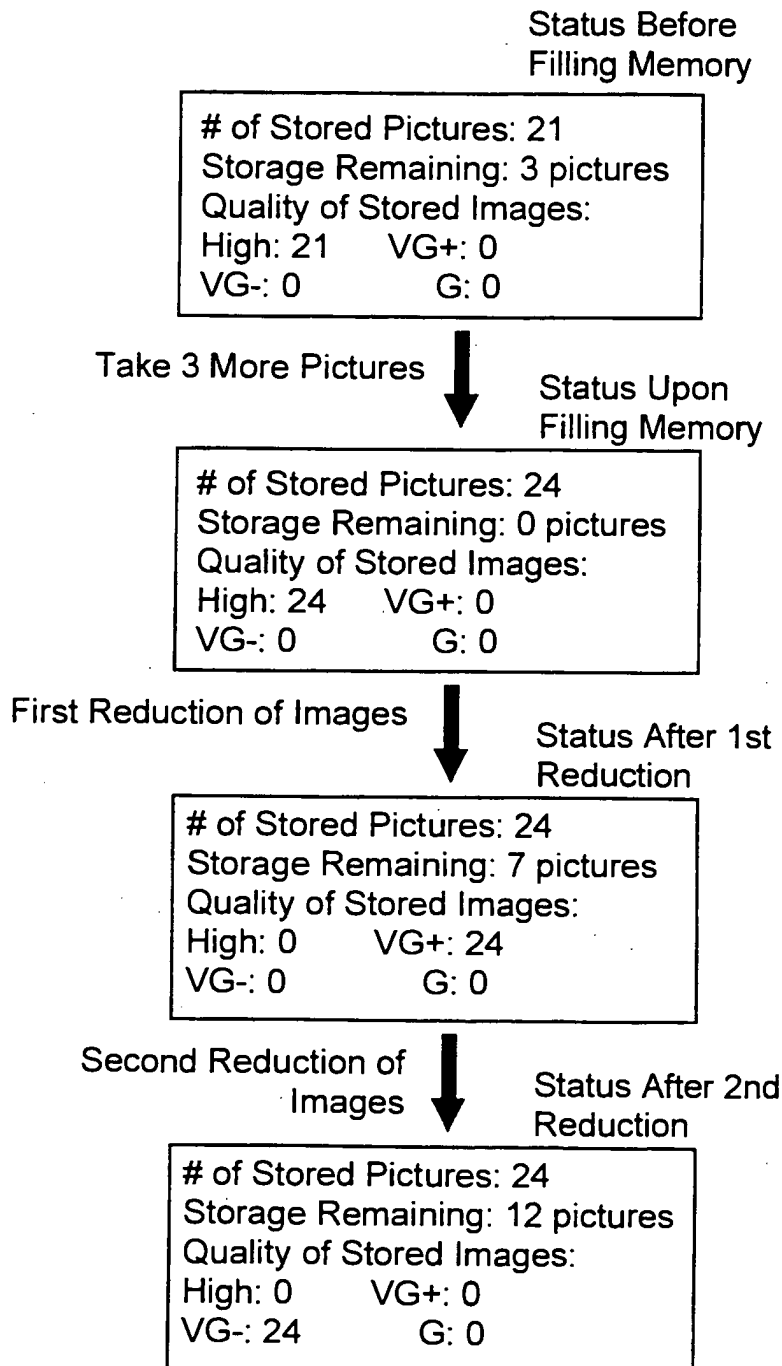 Status Before
Filling Memory
# of Stored Pictures: 21
Storage Remaining: 3 pictures
Quality of Stored Images:
High: 21 VG+: 0
VG-: 0 G: 0
Take 3 More Pictures
Status Upon
Filling Memory
# of Stored Pictures: 24
Storage Remaining: 0 pictures
Quality of Stored Images:
High: 24 VG+: 0
VG-: 0 G: 0
First Reduction of Images
Status After 1st
Reduction
# of Stored Pictures: 24
Storage Remaining: 7 pictures
Quality of Stored Images:
High: 0 VG+: 24
VG-: 0 G: 0
Second Reduction of
Images
Status After 2nd
Reduction
# of Stored Pictures: 24
Storage Remaining: 12 pictures
Quality of Stored Images:
High: 0 VG+: 0
VG-: 24 G: 0